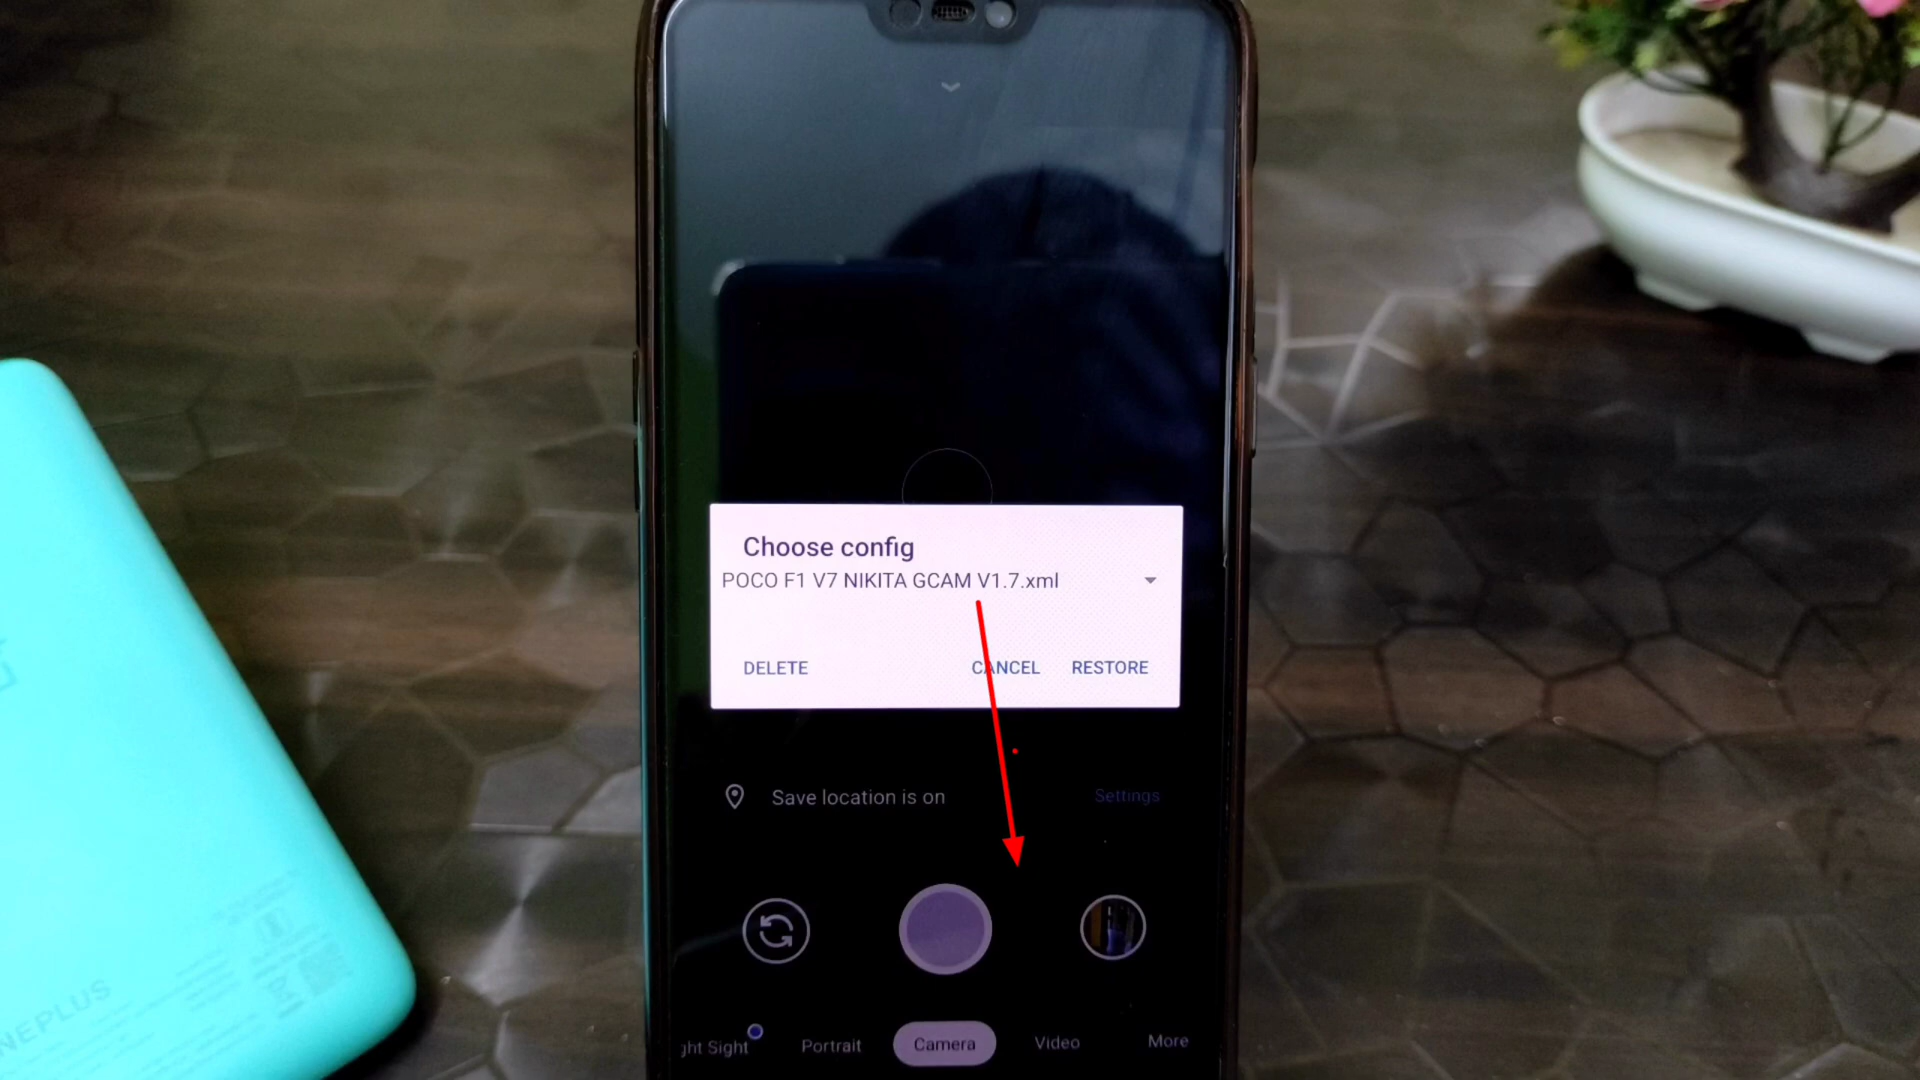 Choose config
POCO F1 V7 NIKITA GCAM V1.7.xml
DELETE
CANCEL
RESTORE
Save location is on
Settings
ght Sight
Portrait
Camera
Video
More
NEPLUS